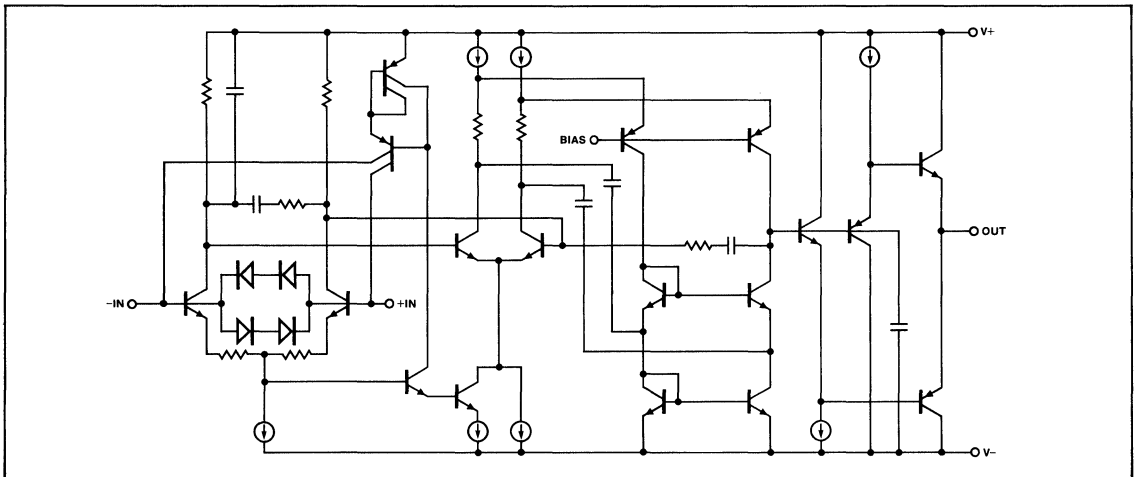 V+
BIAS
OUT
–IN
+IN
V–